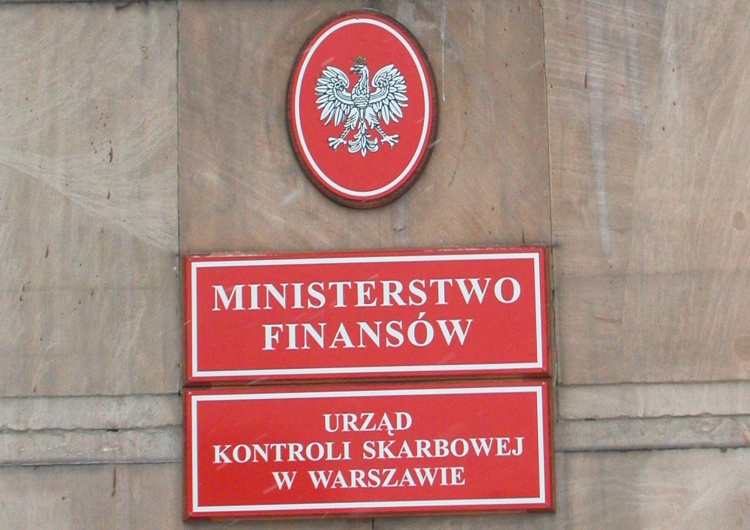 MINISTERSTWO
FINANSÓW
URZĄD
KONTROLI SKARBOWEJ
W WARSZAWIE